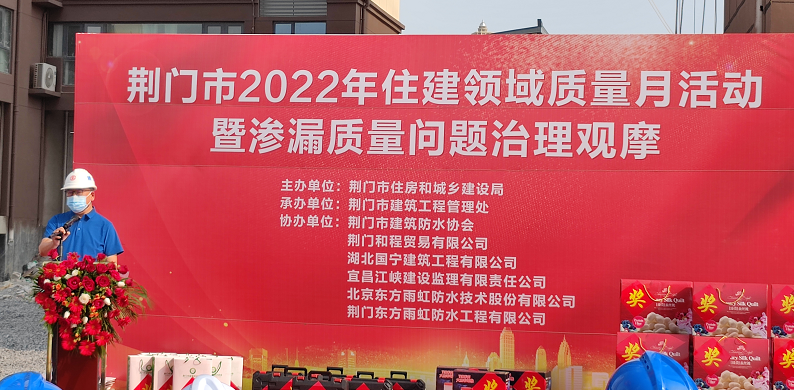 荆门市2022年住建领域质量月活动
暨渗漏质量问题治理观摩
主办单位：荆门市住房和城乡建设局
承办单位：荆门市建筑工程管理处
协办单位：荆门市建筑防水协会
荆门和程贸易有限公司
湖北国宁建筑工程有限公司
宜昌江峡建设监理有限责任公司
北京东方雨虹防水技术股份有限公司
荆门东方雨虹防水工程有限公司
奖
Silk Quilt
奖
Silk Quilt
奖
奖